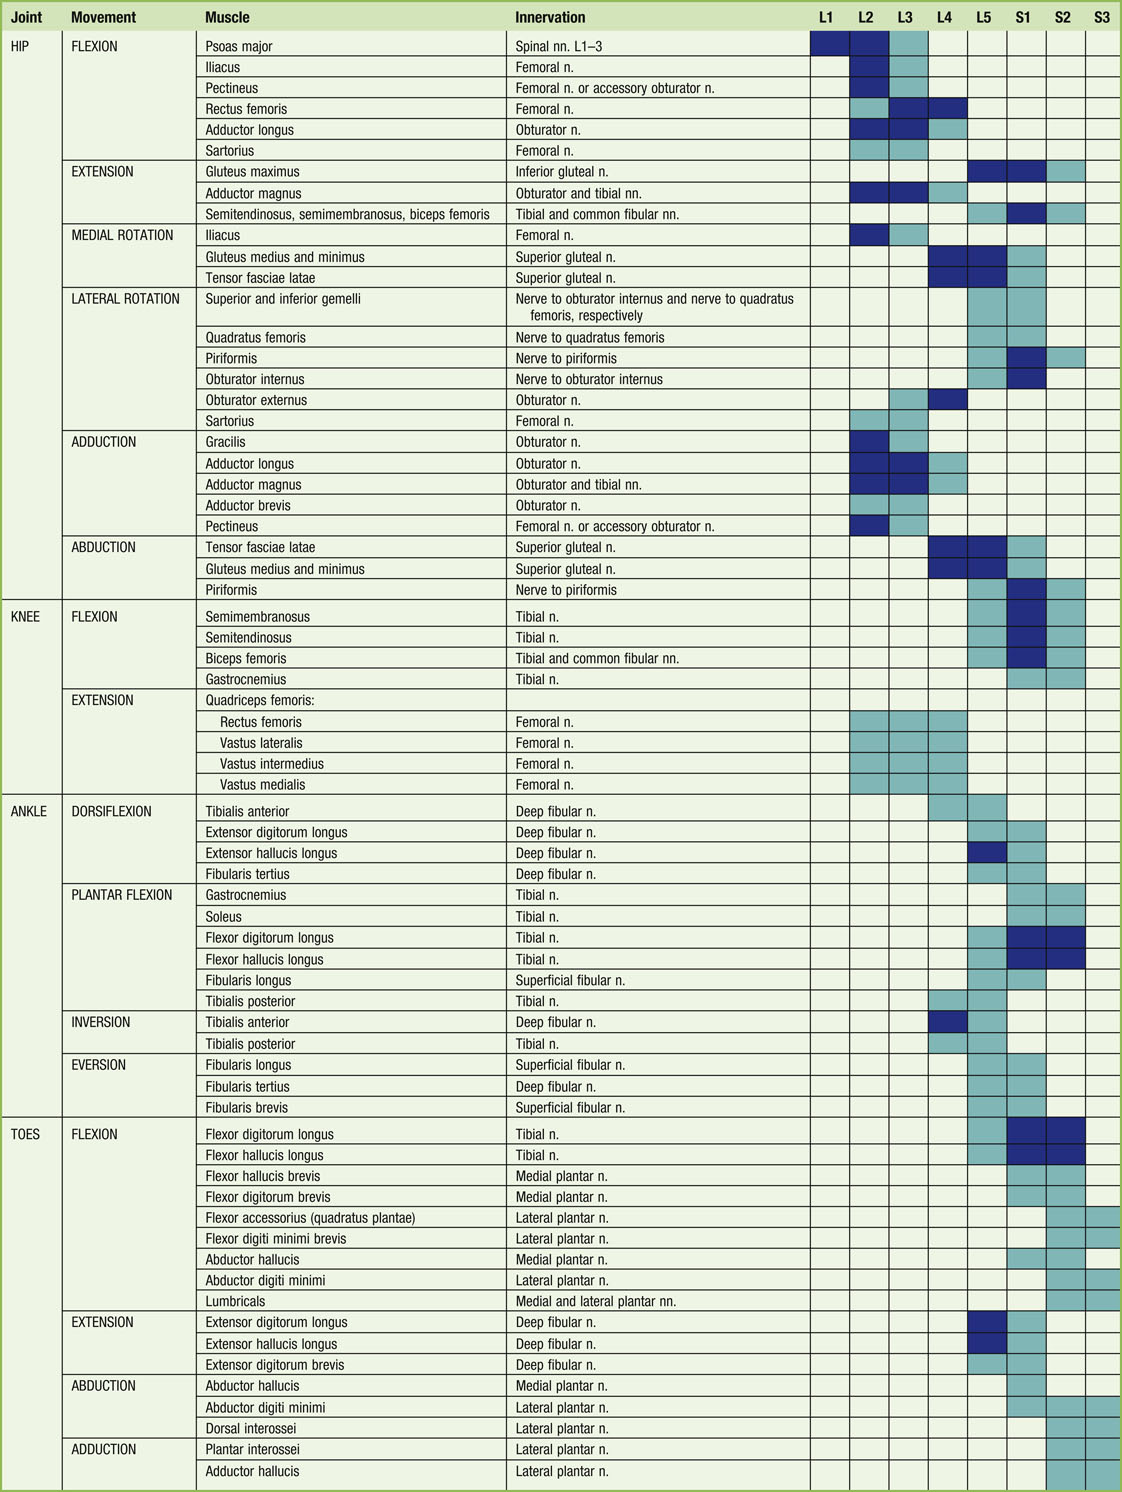 Joint Movement Muscle Innervation L1 L2 L3 L4 L5 S1 S2 S3
HIP FLEXION Psoas major Spinal nn. L1–3
Iliacus Femoral n.
Pectineus Femoral n. or accessory obturator n.
Rectus femoris Femoral n.
Adductor longus Obturator n.
Sartorius Femoral n.
EXTENSION Gluteus maximus Inferior gluteal n.
Adductor magnus Obturator and tibial nn.
Semitendinosus, semimembranosus, biceps femoris Tibial and common fibular nn.
MEDIAL ROTATION Iliacus Femoral n.
Gluteus medius and minimus Superior gluteal n.
Tensor fasciae latae Superior gluteal n.
LATERAL ROTATION Superior and inferior gemelli Nerve to obturator internus and nerve to quadratus
femoris, respectively
Quadratus femoris Nerve to quadratus femoris
Piriformis Nerve to piriformis
Obturator internus Nerve to obturator internus
Obturator externus Obturator n.
Sartorius Femoral n.
ADDUCTION Gracilis Obturator n.
Adductor longus Obturator n.
Adductor magnus Obturator and tibial nn.
Adductor brevis Obturator n.
Pectineus Femoral n. or accessory obturator n.
ABDUCTION Tensor fasciae latae Superior gluteal n.
Gluteus medius and minimus Superior gluteal n.
Piriformis Nerve to piriformis
KNEE FLEXION Semimembranosus Tibial n.
Semitendinosus Tibial n.
Biceps femoris Tibial and common fibular nn.
Gastrocnemius Tibial n.
EXTENSION Quadriceps femoris:
Rectus femoris Femoral n.
Vastus lateralis Femoral n.
Vastus intermedius Femoral n.
Vastus medialis Femoral n.
ANKLE DORSIFLEXION Tibialis anterior Deep fibular n.
Extensor digitorum longus Deep fibular n.
Extensor hallucis longus Deep fibular n.
Fibularis tertius Deep fibular n.
PLANTAR FLEXION Gastrocnemius Tibial n.
Soleus Tibial n.
Flexor digitorum longus Tibial n.
Flexor hallucis longus Tibial n.
Fibularis longus Superficial fibular n.
Tibialis posterior Tibial n.
INVERSION Tibialis anterior Deep fibular n.
Tibialis posterior Tibial n.
EVERSION Fibularis longus Superficial fibular n.
Fibularis tertius Deep fibular n.
Fibularis brevis Superficial fibular n.
TOES FLEXION Flexor digitorum longus Tibial n.
Flexor hallucis longus Tibial n.
Flexor hallucis brevis Medial plantar n.
Flexor digitorum brevis Medial plantar n.
Flexor accessorius (quadratus plantae) Lateral plantar n.
Flexor digiti minimi brevis Lateral plantar n.
Abductor hallucis Medial plantar n.
Abductor digiti minimi Lateral plantar n.
Lumbricals Medial and lateral plantar nn.
EXTENSION Extensor digitorum longus Deep fibular n.
Extensor hallucis longus Deep fibular n.
Extensor digitorum brevis Deep fibular n.
ABDUCTION Abductor hallucis Medial plantar n.
Abductor digiti minimi Lateral plantar n.
Dorsal interossei Lateral plantar n.
ADDUCTION Plantar interossei Lateral plantar n.
Adductor hallucis Lateral plantar n.